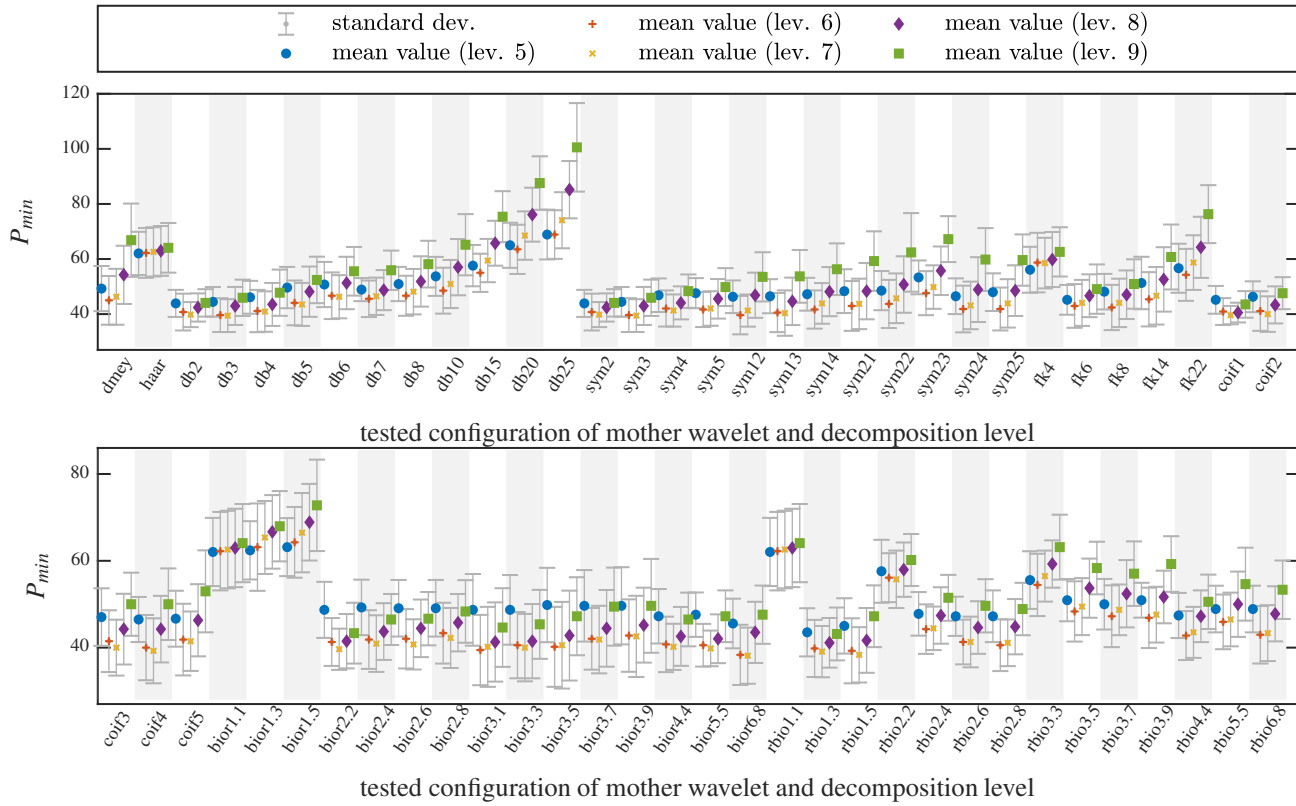 standard dev.
mean value (lev. 5)
mean value (lev. 6)
mean value (lev. 7)
mean value (lev. 8)
mean value (lev. 9)
120
100
80
60
40
P_min
dmey haar db2 db3 db4 db5 db6 db7 db8 db10 db15 db20 db25 sym2 sym3 sym4 sym5 sym12 sym13 sym14 sym21 sym22 sym23 sym24 sym25 fk4 fk6 fk8 fk14 fk22 coif1 coif2
tested configuration of mother wavelet and decomposition level
80
60
40
P_min
coif3 coif4 coif5 bior1.1 bior1.3 bior1.5 bior2.2 bior2.4 bior2.6 bior2.8 bior3.1 bior3.3 bior3.5 bior3.7 bior3.9 bior4.4 bior5.5 bior6.8 rbio1.1 rbio1.3 rbio1.5 rbio2.2 rbio2.4 rbio2.6 rbio2.8 rbio3.3 rbio3.5 rbio3.7 rbio3.9 rbio4.4 rbio5.5 rbio6.8
tested configuration of mother wavelet and decomposition level